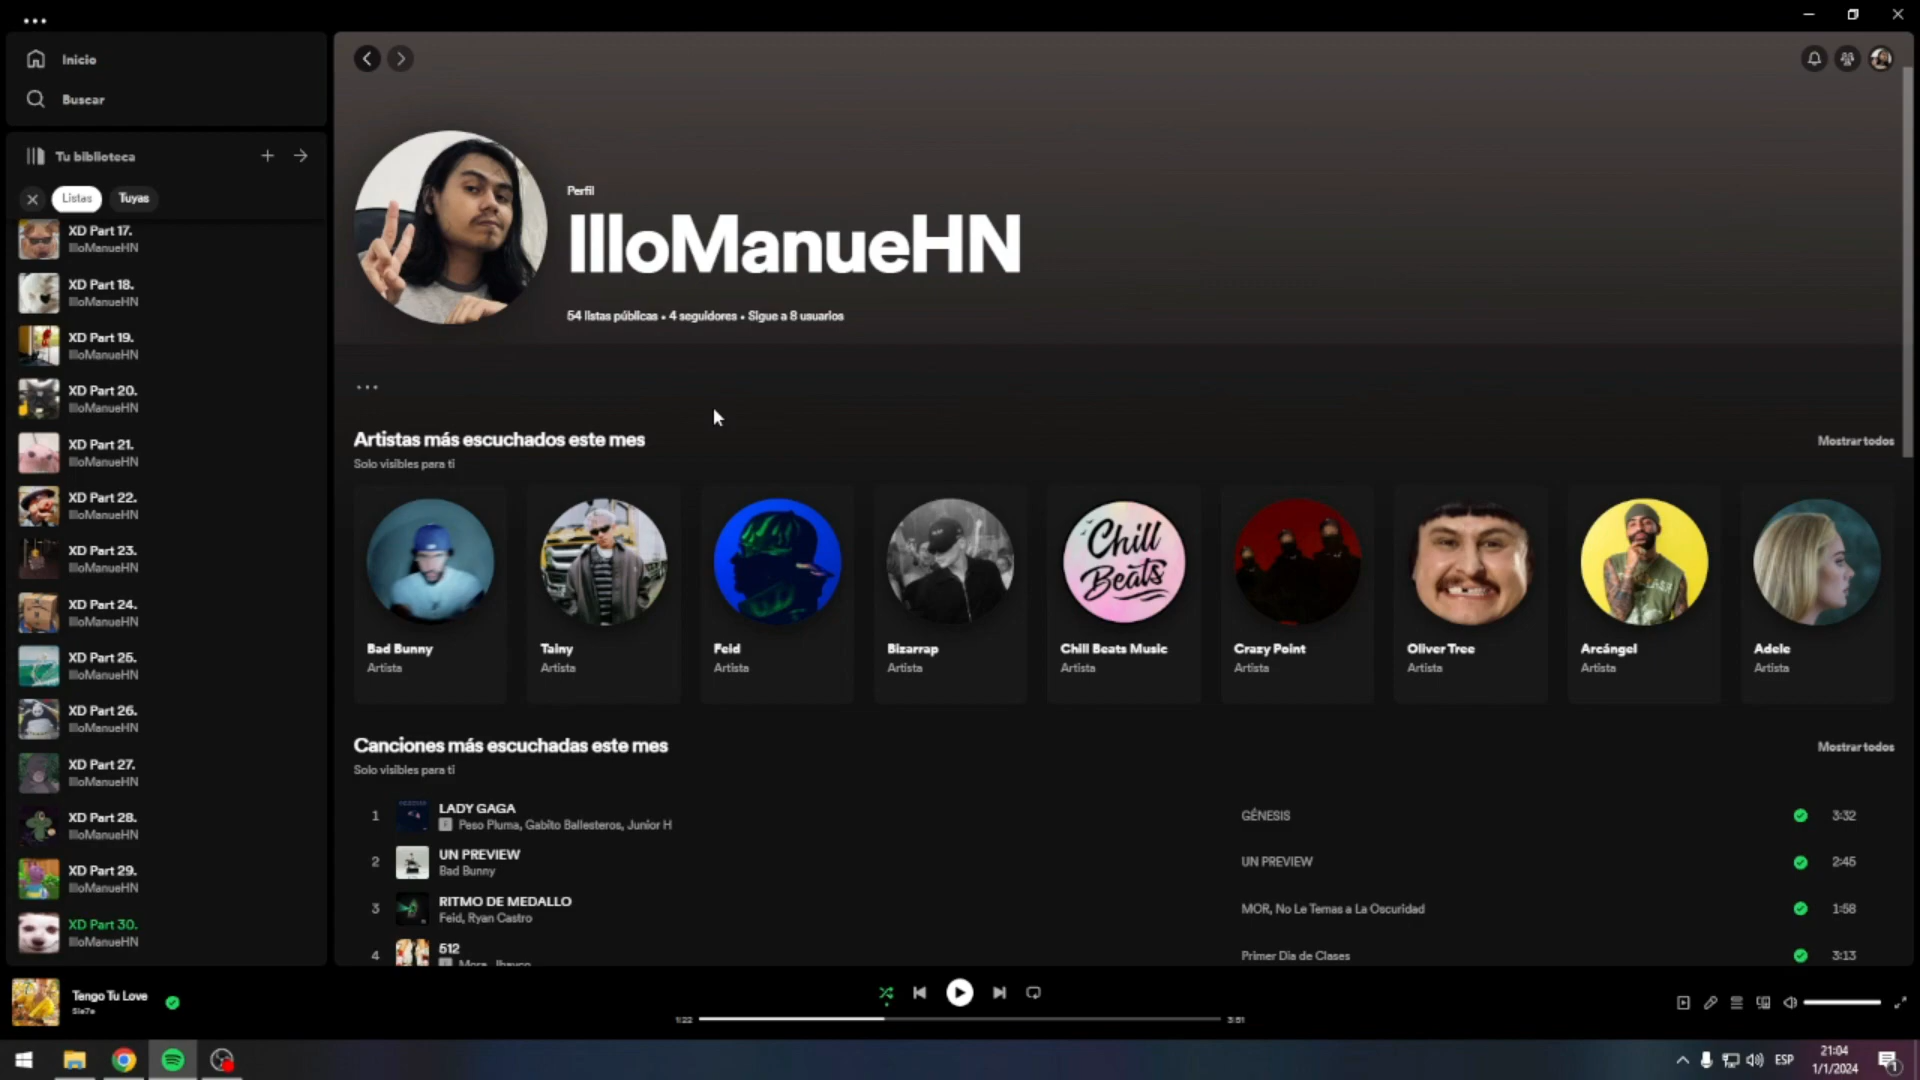 Inicio
Buscar
Tu biblioteca
Listas
Tuyas
XD Part 17.
IlloManueHN
XD Part 18.
IlloManueHN
XD Part 19.
IlloManueHN
XD Part 20.
IlloManueHN
XD Part 21.
IlloManueHN
XD Part 22.
IlloManueHN
XD Part 23.
IlloManueHN
XD Part 24.
IlloManueHN
XD Part 25.
IlloManueHN
XD Part 26.
IlloManueHN
XD Part 27.
IlloManueHN
XD Part 28.
IlloManueHN
XD Part 29.
IlloManueHN
XD Part 30.
IlloManueHN
Perfil
IlloManueHN
54 listas públicas • 4 seguidores • Sigue a 8 usuarios
Artistas más escuchados este mes
Mostrar todos
Solo visibles para ti
Chill
Beats
Bad Bunny
Artista
Tainy
Artista
Feid
Artista
Bizarrap
Artista
Chill Beats Music
Artista
Crazy Point
Artista
Oliver Tree
Artista
Arcángel
Artista
Adele
Artista
Canciones más escuchadas este mes
Mostrar todos
Solo visibles para ti
1
LADY GAGA
E Peso Pluma, Gabito Ballesteros, Junior H
GÉNESIS
3:32
2
UN PREVIEW
Bad Bunny
UN PREVIEW
2:45
3
RITMO DE MEDALLO
Feid, Ryan Castro
MOR, No Le Temas a La Oscuridad
1:58
4
512
Mora, Jhayco
Primer Día de Clases
3:13
Tengo Tu Love
Sie7e
1:22
3:51
ESP
21:04
1/1/2024
1